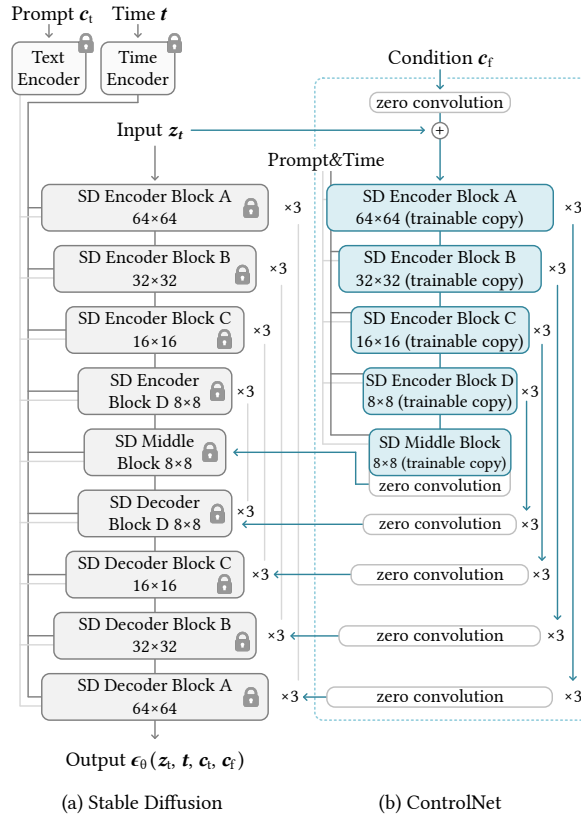 Prompt cₜ
Time t
Text
Encoder
Time
Encoder
Input zₜ
SD Encoder Block A
64×64
×3
SD Encoder Block B
32×32
×3
SD Encoder Block C
16×16
×3
SD Encoder
Block D 8×8
×3
SD Middle
Block 8×8
SD Decoder
Block D 8×8
×3
SD Decoder Block C
16×16
×3
SD Decoder Block B
32×32
×3
SD Decoder Block A
64×64
×3
Output ϵθ(zₜ, t, cₜ, c_f)
(a) Stable Diffusion
Condition c_f
zero convolution
+
Prompt&Time
SD Encoder Block A
64×64 (trainable copy)
×3
SD Encoder Block B
32×32 (trainable copy)
×3
SD Encoder Block C
16×16 (trainable copy)
×3
SD Encoder Block D
8×8 (trainable copy)
×3
SD Middle Block
8×8 (trainable copy)
zero convolution
zero convolution
×3
zero convolution
×3
zero convolution
×3
zero convolution
×3
(b) ControlNet